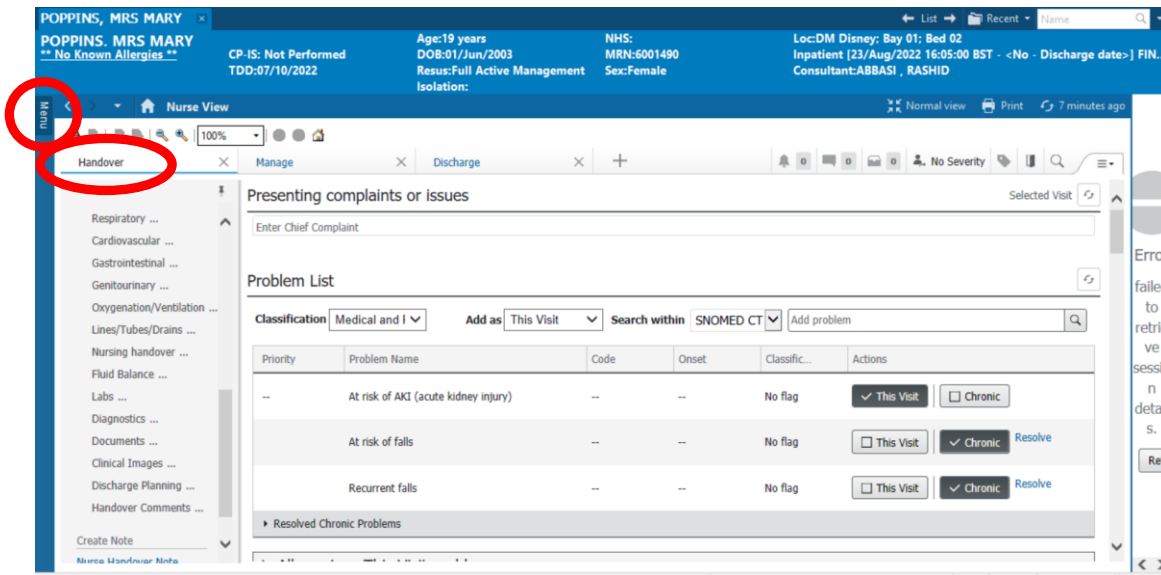 POPPINS, MRS MARY ×
List Recent Name
POPPINS. MRS MARY
** No Known Allergies **
CP-IS: Not Performed
TDD:07/10/2022
Age:19 years
DOB:01/Jun/2003
Resus:Full Active Management
Isolation:
NHS:
MRN:6001490
Sex:Female
Loc:DM Disney; Bay 01; Bed 02
Inpatient [23/Aug/2022 16:05:00 BST - <No - Discharge date>] FIN...
Consultant:ABBASI , RASHID
Menu
Nurse View
Normal view Print 7 minutes ago
100%
Handover × Manage × Discharge × +
0 0 0 No Severity
Respiratory ...
Cardiovascular ...
Gastrointestinal ...
Genitourinary ...
Oxygenation/Ventilation ...
Lines/Tubes/Drains ...
Nursing handover ...
Fluid Balance ...
Labs ...
Diagnostics ...
Documents ...
Clinical Images ...
Discharge Planning ...
Handover Comments ...
Create Note
Nurse Handover Note
Presenting complaints or issues Selected Visit
Enter Chief Complaint
Problem List
Classification Medical and Add as This Visit Search within SNOMED CT Add problem
Priority Problem Name Code Onset Classific... Actions
-- At risk of AKI (acute kidney injury) -- -- No flag This Visit Chronic
At risk of falls -- -- No flag This Visit Chronic Resolve
Recurrent falls -- -- No flag This Visit Chronic Resolve
Resolved Chronic Problems
Erro
faile
to
retri
ve
sessi
n
deta
s.
Re